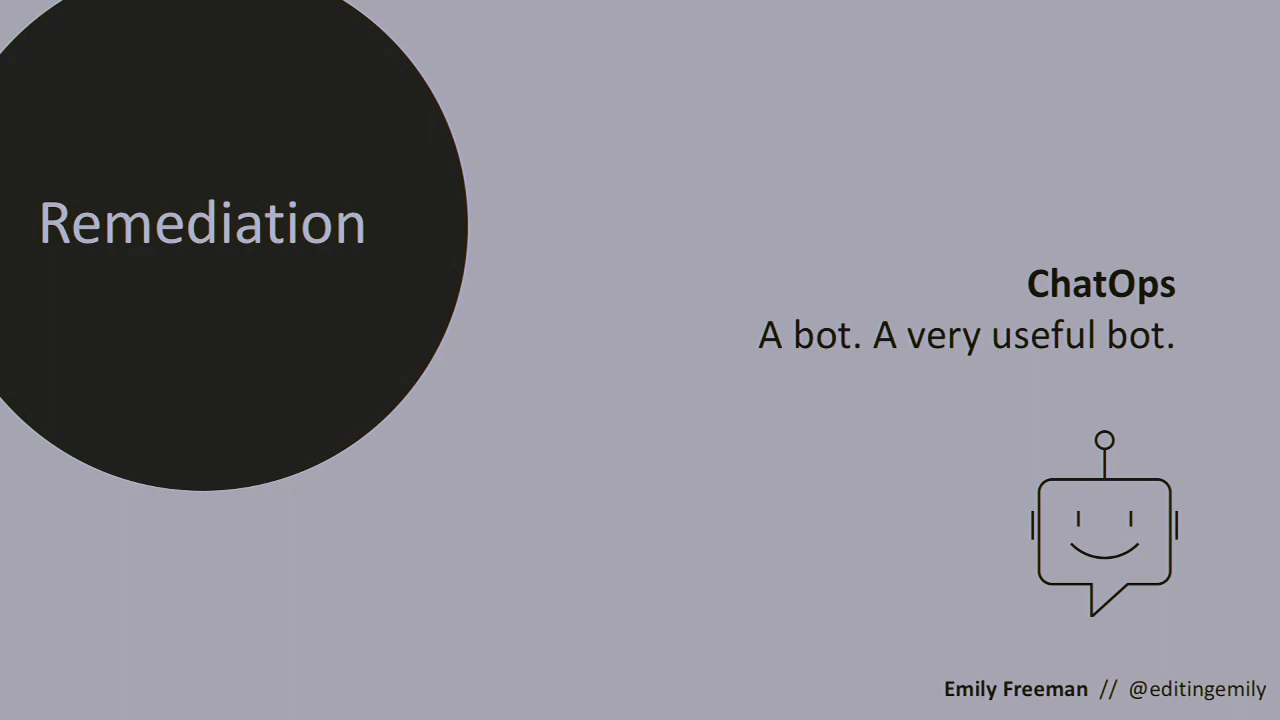 Remediation
ChatOps
A bot. A very useful bot.
Emily Freeman // @editingemily